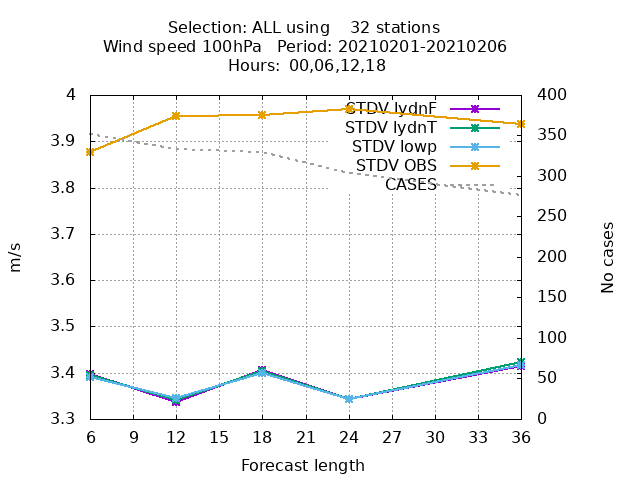 Selection: ALL using    32 stations
Wind speed 100hPa   Period: 20210201-20210206
Hours:  00,06,12,18
4
3.9
3.8
3.7
3.6
3.5
3.4
3.3
m/s
STDV lydnF
STDV lydnT
STDV lowp
STDV OBS
CASES
400
350
300
250
200
150
100
50
0
No cases
6 9 12 15 18 21 24 27 30 33 36
Forecast length